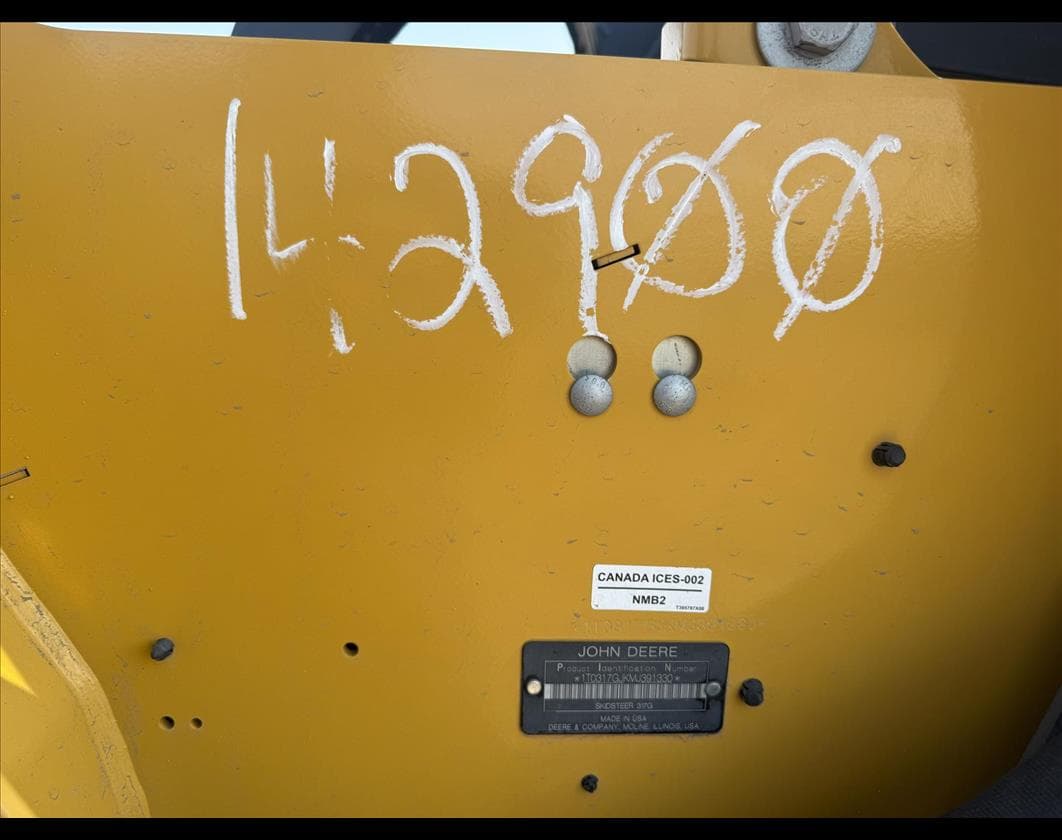 142900
CANADA ICES-002
NMB2
JOHN DEERE
Product Identification Number
*1T0317GJKMJ391330*
SKIDSTEER 317G
MADE IN USA
DEERE & COMPANY, MOLINE, ILLINOIS, USA